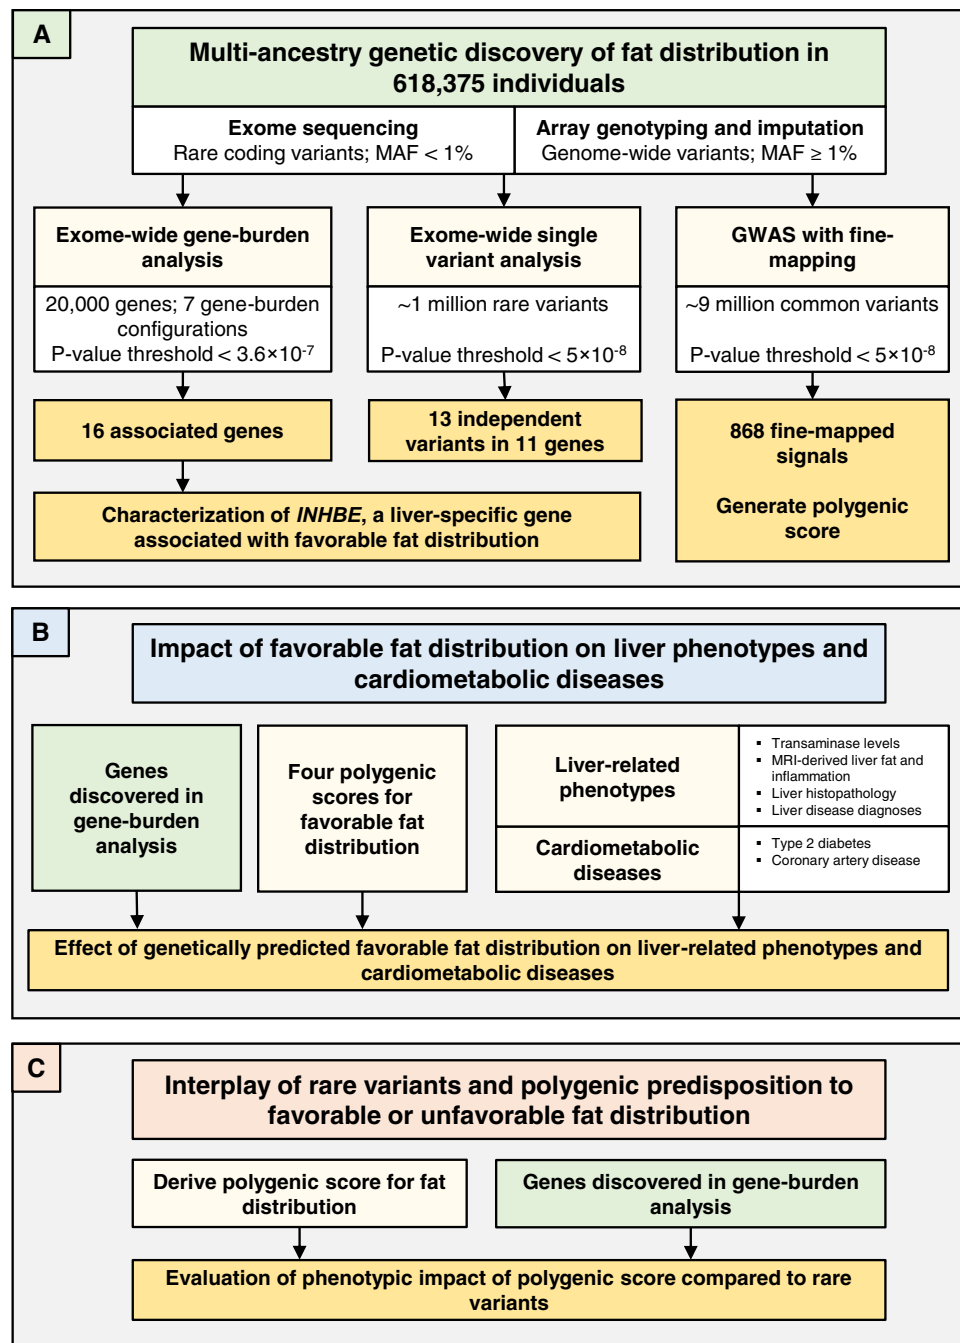 A
Multi-ancestry genetic discovery of fat distribution in
618,375 individuals
Exome sequencing
Rare coding variants; MAF < 1%
Array genotyping and imputation
Genome-wide variants; MAF ≥ 1%
Exome-wide gene-burden
analysis
20,000 genes; 7 gene-burden
configurations
P-value threshold < 3.6×10⁻⁷
Exome-wide single
variant analysis
~1 million rare variants
P-value threshold < 5×10⁻⁸
GWAS with fine-
mapping
~9 million common variants
P-value threshold < 5×10⁻⁸
16 associated genes
13 independent
variants in 11 genes
868 fine-mapped
signals
Generate polygenic
score
Characterization of INHBE, a liver-specific gene
associated with favorable fat distribution
B
Impact of favorable fat distribution on liver phenotypes and
cardiometabolic diseases
Genes
discovered in
gene-burden
analysis
Four polygenic
scores for
favorable fat
distribution
Liver-related
phenotypes
▪ Transaminase levels
▪ MRI-derived liver fat and
inflammation
▪ Liver histopathology
▪ Liver disease diagnoses
Cardiometabolic
diseases
▪ Type 2 diabetes
▪ Coronary artery disease
Effect of genetically predicted favorable fat distribution on liver-related phenotypes and
cardiometabolic diseases
C
Interplay of rare variants and polygenic predisposition to
favorable or unfavorable fat distribution
Derive polygenic score for fat
distribution
Genes discovered in gene-burden
analysis
Evaluation of phenotypic impact of polygenic score compared to rare
variants